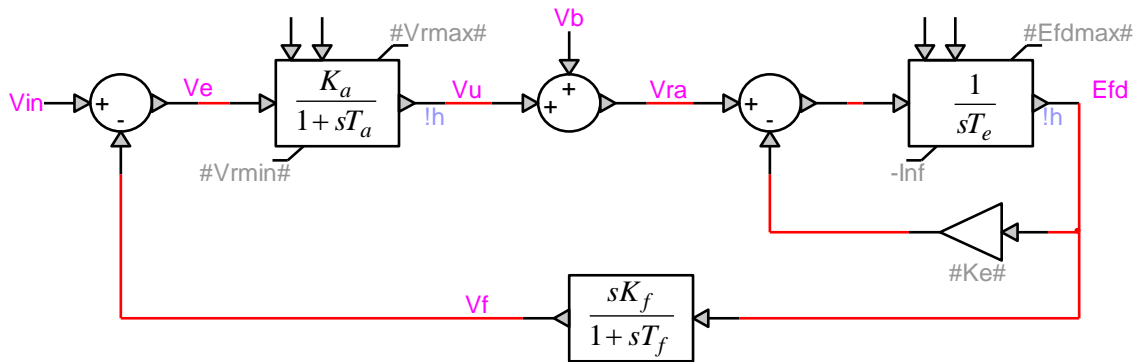 #Vrmax#
Vb
#Efdmax#
Vin
+
-
Ve
K_a
1 + sT_a
Vu
!h
+
+
Vra
+
-
1
sT_e
!h
Efd
#Vrmin#
-Inf
#Ke#
Vf
sK_f
1 + sT_f